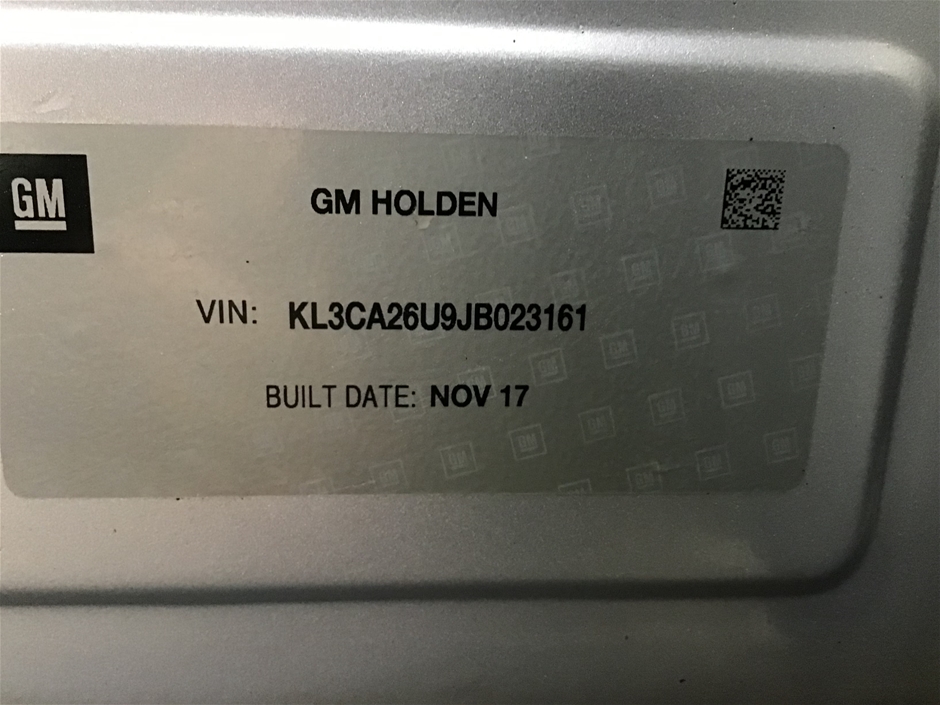 GM
GM HOLDEN
VIN: KL3CA26U9JB023161
BUILT DATE: NOV 17